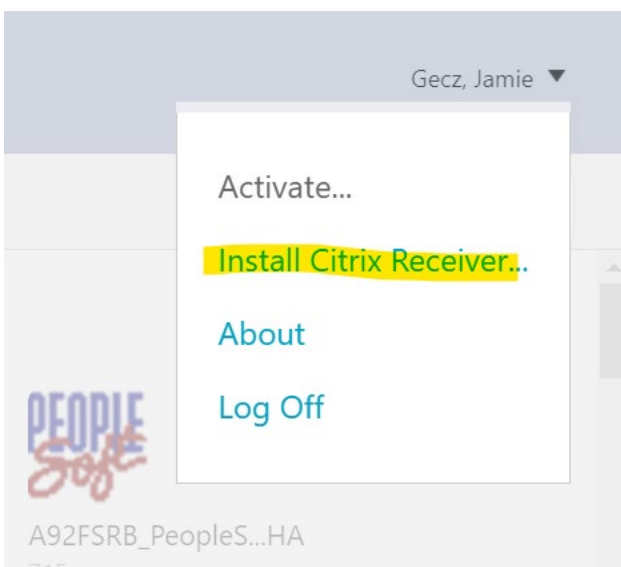 Gecz, Jamie
Activate...
Install Citrix Receiver...
About
Log Off
PEOPLE
Soft
A92FSRB_PeopleS...HA